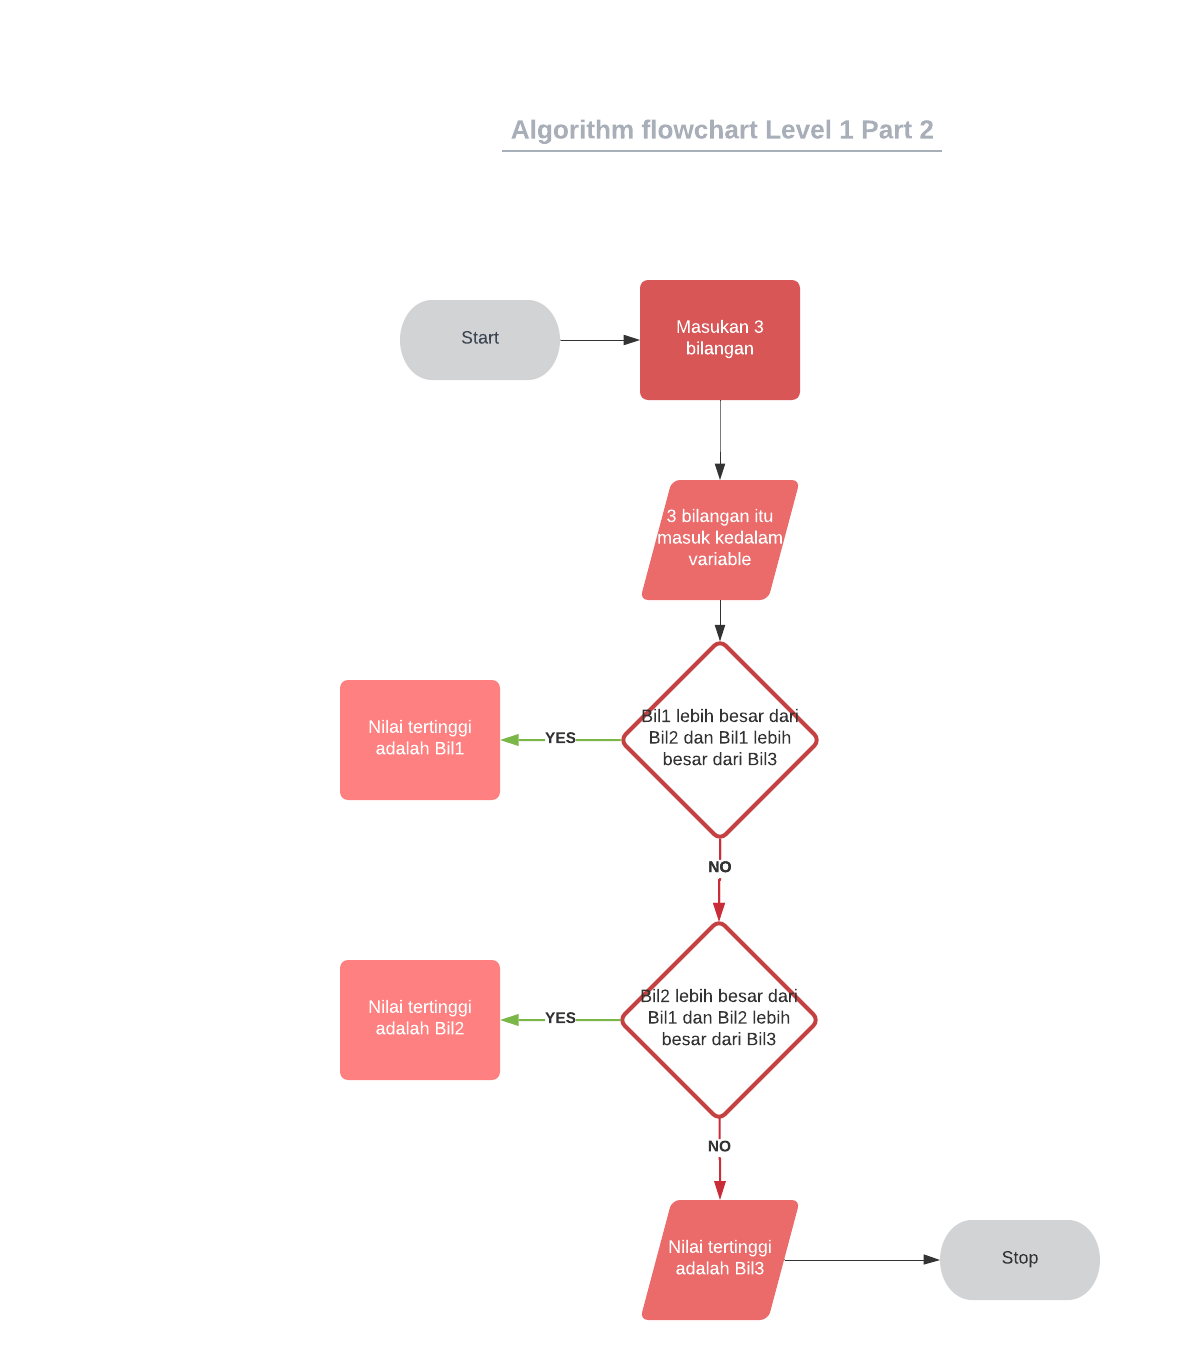 Algorithm flowchart Level 1 Part 2
Start
Masukan 3
bilangan
3 bilangan itu
masuk kedalam
variable
Bil1 lebih besar dari
Bil2 dan Bil1 lebih
besar dari Bil3
YES
Nilai tertinggi
adalah Bil1
NO
Bil2 lebih besar dari
Bil1 dan Bil2 lebih
besar dari Bil3
YES
Nilai tertinggi
adalah Bil2
NO
Nilai tertinggi
adalah Bil3
Stop